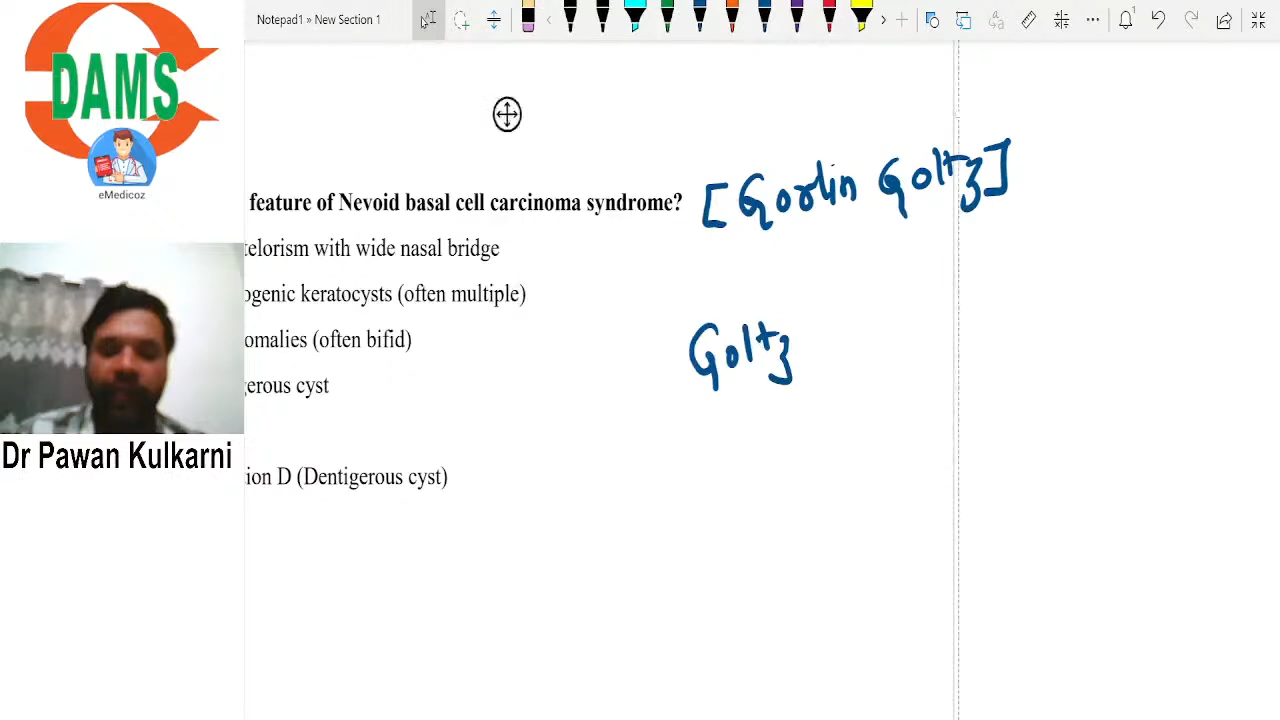 Notepad1 » New Section 1
DAMS
eMedicoz
[Gorlin Goltz]
feature of Nevoid basal cell carcinoma syndrome?
telorism with wide nasal bridge
ogenic keratocysts (often multiple)
omalies (often bifid)
Goltz
gerous cyst
Dr Pawan Kulkarni
tion D (Dentigerous cyst)